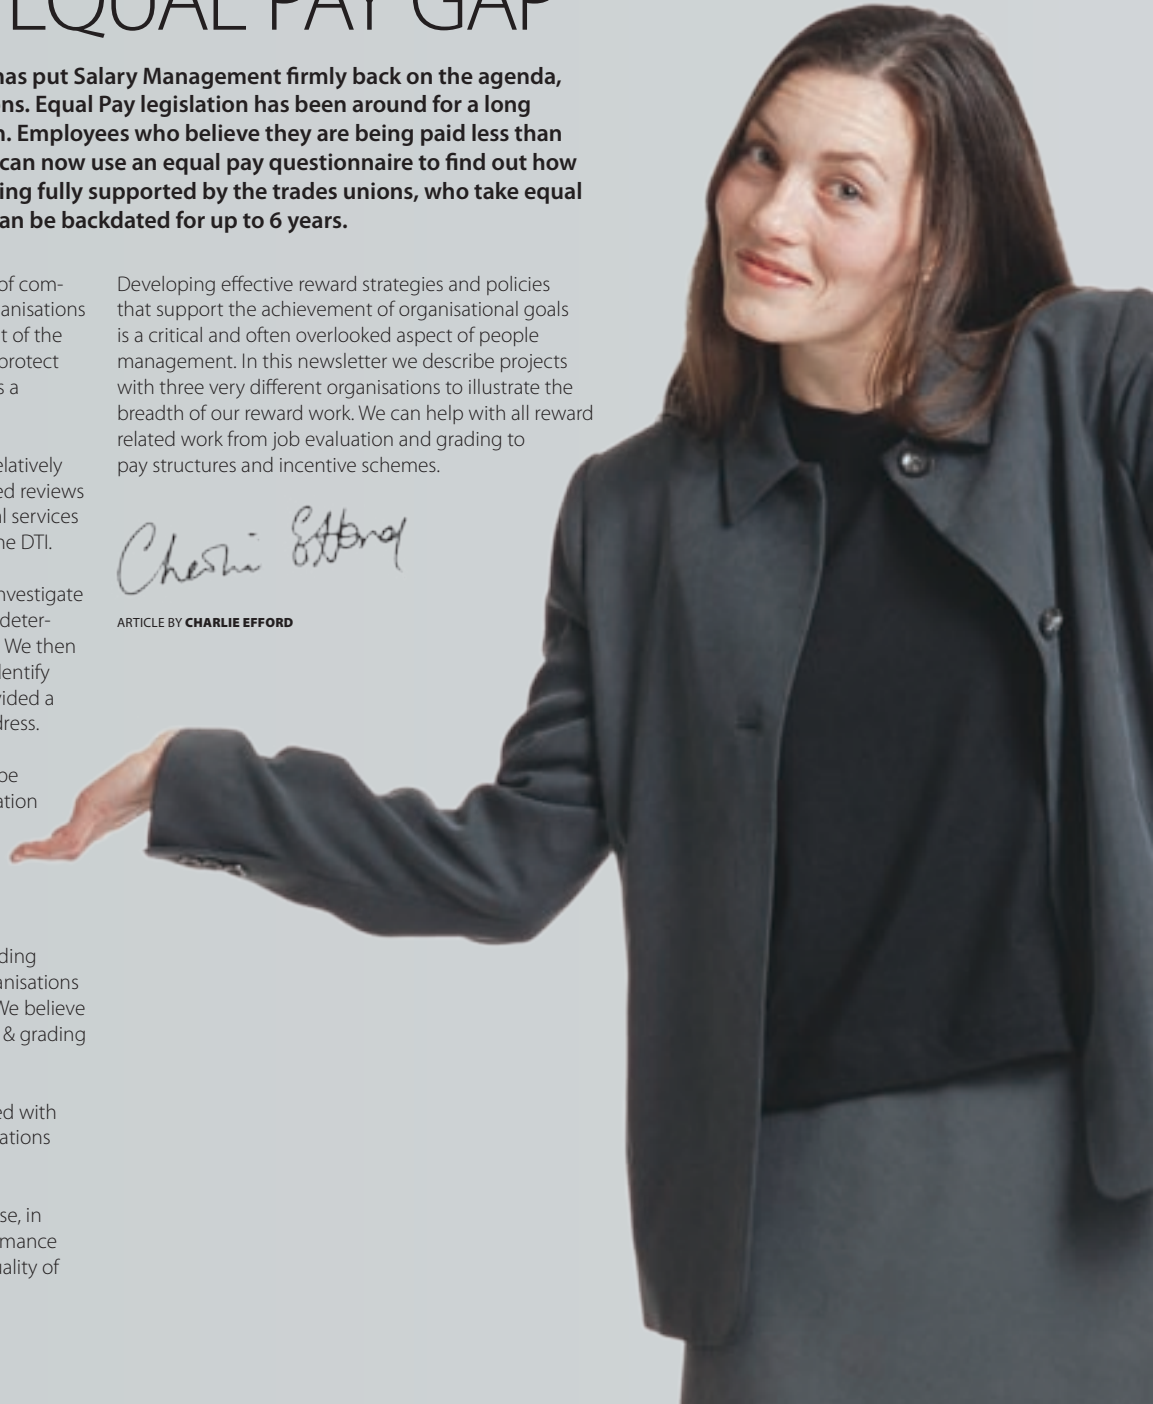 EQUAL PAY GAP
has put Salary Management firmly back on the agenda,
ns. Equal Pay legislation has been around for a long
n. Employees who believe they are being paid less than
can now use an equal pay questionnaire to find out how
ing fully supported by the trades unions, who take equal
an be backdated for up to 6 years.
of com-
anisations
t of the
protect
s a
elatively
ed reviews
al services
he DTI.
nvestigate
deter-
We then
dentify
vided a
dress.
be
ation
ding
anisations
We believe
& grading
ed with
ations
se, in
mance
uality of
Developing effective reward strategies and policies
that support the achievement of organisational goals
is a critical and often overlooked aspect of people
management. In this newsletter we describe projects
with three very different organisations to illustrate the
breadth of our reward work. We can help with all reward
related work from job evaluation and grading to
pay structures and incentive schemes.
Charlie Efford
ARTICLE BY CHARLIE EFFORD